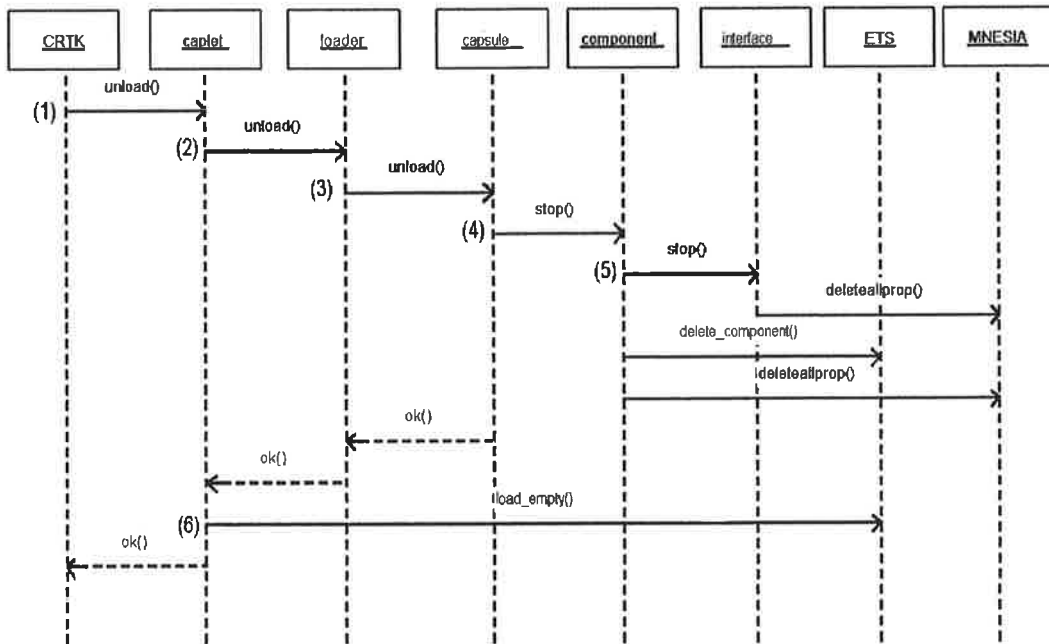 CRTK caplet loader capsule component interface ETS MNESIA
unload()
(1)
unload()
(2)
unload()
(3)
stop()
(4)
stop()
(5)
deleteallprop()
delete_component()
deleteallprop()
ok()
ok()
load_empty()
(6)
ok()